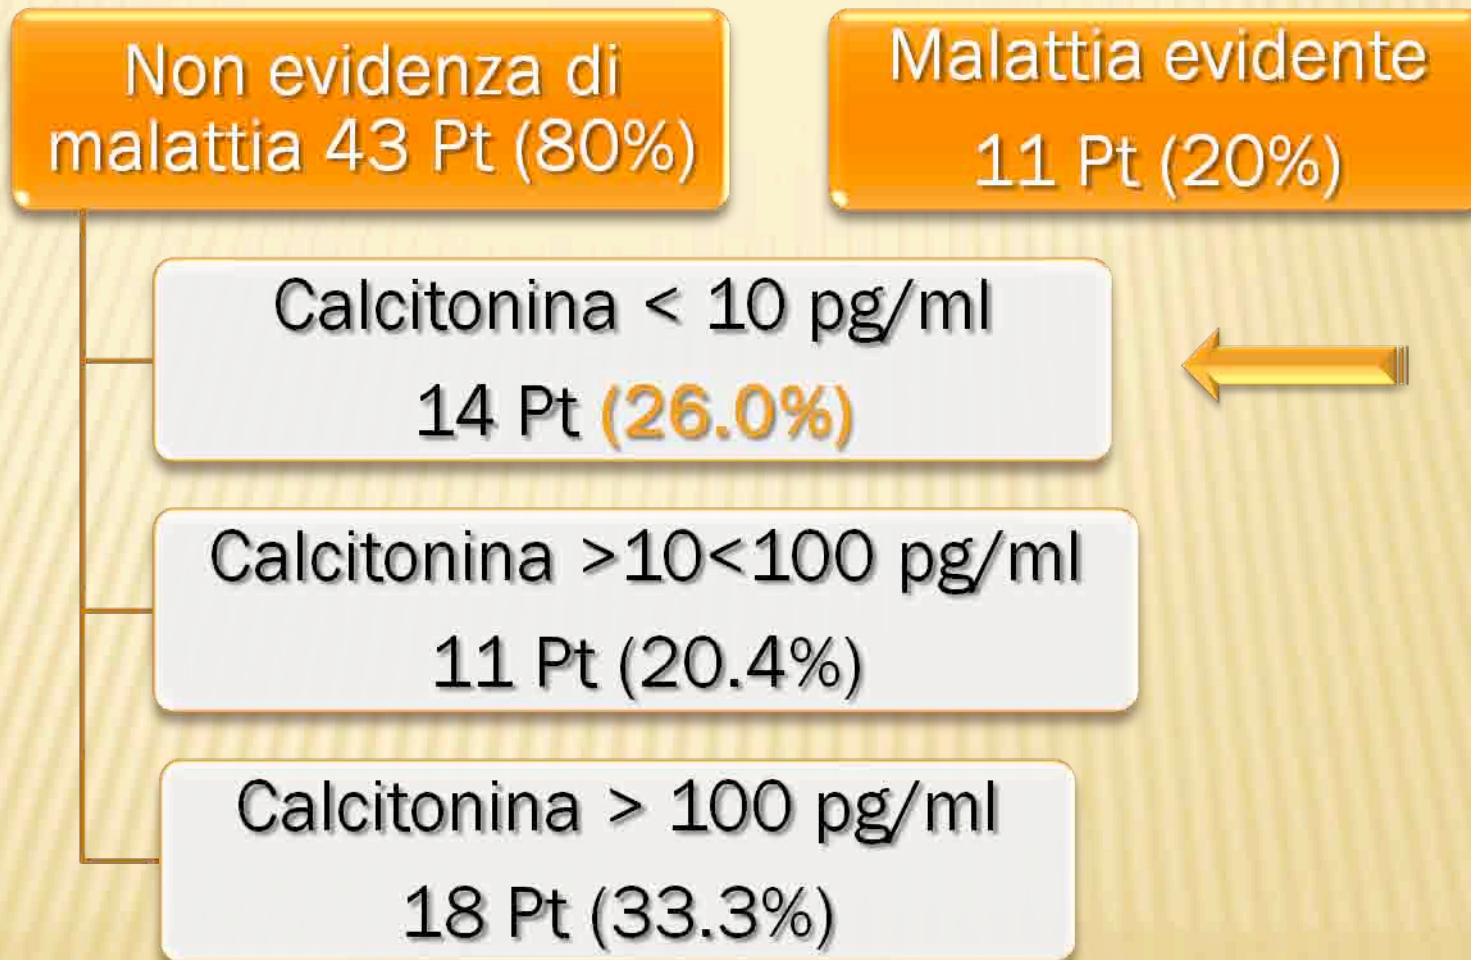 Non evidenza di
malattia 43 Pt (80%)
Malattia evidente
11 Pt (20%)
Calcitonina < 10 pg/ml
14 Pt (26.0%)
Calcitonina >10<100 pg/ml
11 Pt (20.4%)
Calcitonina > 100 pg/ml
18 Pt (33.3%)